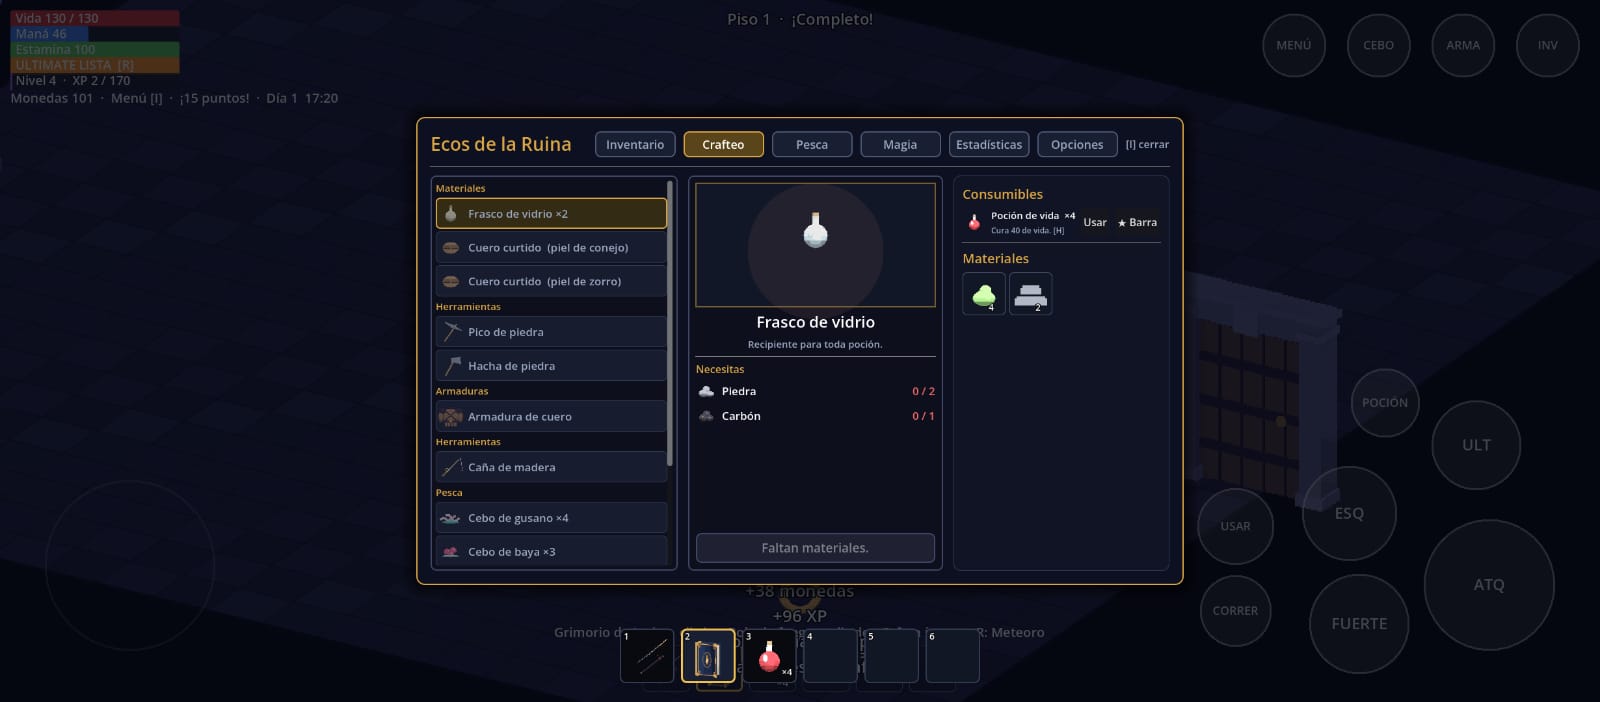 Vida 130 / 130
Maná 46
Estamina 100
ULTIMATE LISTA [R]
Nivel 4 · XP 2 / 170
Monedas 101 · Menú [I] · ¡15 puntos! · Día 1 17:20
Piso 1 · ¡Completo!
MENÚ
CEBO
ARMA
INV
Ecos de la Ruina
Inventario
Crafteo
Pesca
Magia
Estadísticas
Opciones
[I] cerrar
Materiales
Frasco de vidrio ×2
Cuero curtido (piel de conejo)
Cuero curtido (piel de zorro)
Herramientas
Pico de piedra
Hacha de piedra
Armaduras
Armadura de cuero
Herramientas
Caña de madera
Pesca
Cebo de gusano ×4
Cebo de baya ×3
Frasco de vidrio
Recipiente para toda poción.
Necesitas
Piedra 0 / 2
Carbón 0 / 1
Faltan materiales.
Consumibles
Poción de vida ×4
Cura 40 de vida. [H]
Usar
★ Barra
Materiales
4
2
POCIÓN
ULT
ESQ
USAR
ATQ
CORRER
FUERTE
+38 monedas
+96 XP
Grimorio R: Meteoro
1
2
3
×4
4
5
6